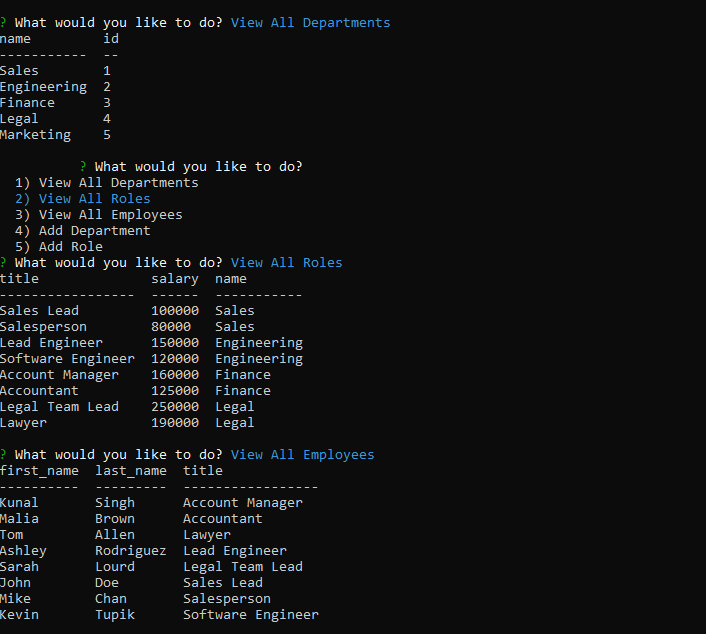 ? What would you like to do? View All Departments
name         id
-----------  --
Sales        1
Engineering  2
Finance      3
Legal        4
Marketing    5
? What would you like to do?
1) View All Departments
2) View All Roles
3) View All Employees
4) Add Department
5) Add Role
? What would you like to do? View All Roles
title              salary  name
-----------------  ------  -----------
Sales Lead         100000  Sales
Salesperson        80000   Sales
Lead Engineer      150000  Engineering
Software Engineer  120000  Engineering
Account Manager    160000  Finance
Accountant         125000  Finance
Legal Team Lead    250000  Legal
Lawyer             190000  Legal
? What would you like to do? View All Employees
first_name  last_name  title
----------  ---------  -----------------
Kunal       Singh      Account Manager
Malia       Brown      Accountant
Tom         Allen      Lawyer
Ashley      Rodriguez  Lead Engineer
Sarah       Lourd      Legal Team Lead
John        Doe        Sales Lead
Mike        Chan       Salesperson
Kevin       Tupik      Software Engineer